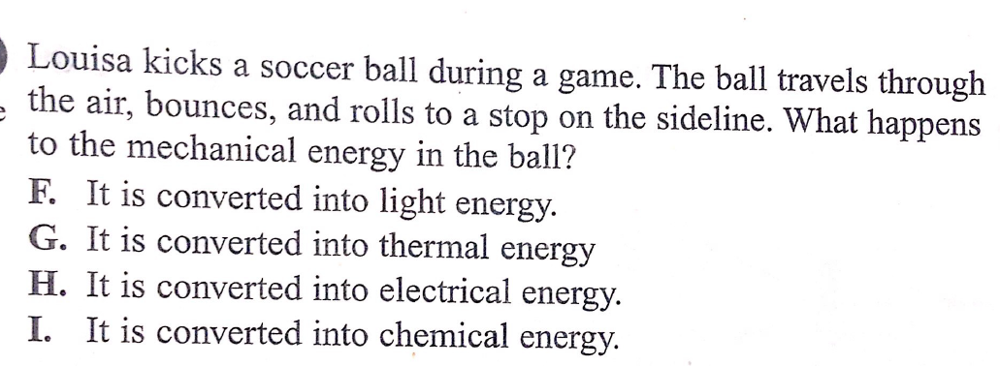 Louisa kicks a soccer ball during a game. The ball travels through
the air, bounces, and rolls to a stop on the sideline. What happens
to the mechanical energy in the ball?
F. It is converted into light energy.
G. It is converted into thermal energy
H. It is converted into electrical energy.
I. It is converted into chemical energy.